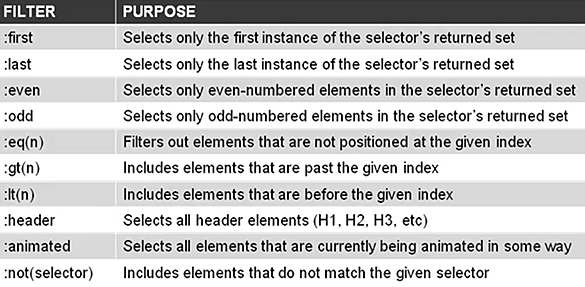 FILTER PURPOSE
:first Selects only the first instance of the selector's returned set
:last Selects only the last instance of the selector's returned set
:even Selects only even-numbered elements in the selector's returned set
:odd Selects only odd-numbered elements in the selector's returned set
:eq(n) Filters out elements that are not positioned at the given index
:gt(n) Includes elements that are past the given index
:lt(n) Includes elements that are before the given index
:header Selects all header elements (H1, H2, H3, etc)
:animated Selects all elements that are currently being animated in some way
:not(selector) Includes elements that do not match the given selector